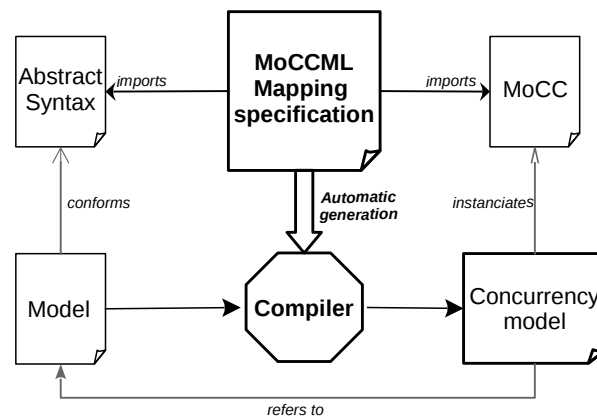 Abstract
Syntax
imports
MoCCML
Mapping
specification
imports
MoCC
conforms
Automatic
generation
instanciates
Model
Compiler
Concurrency
model
refers to